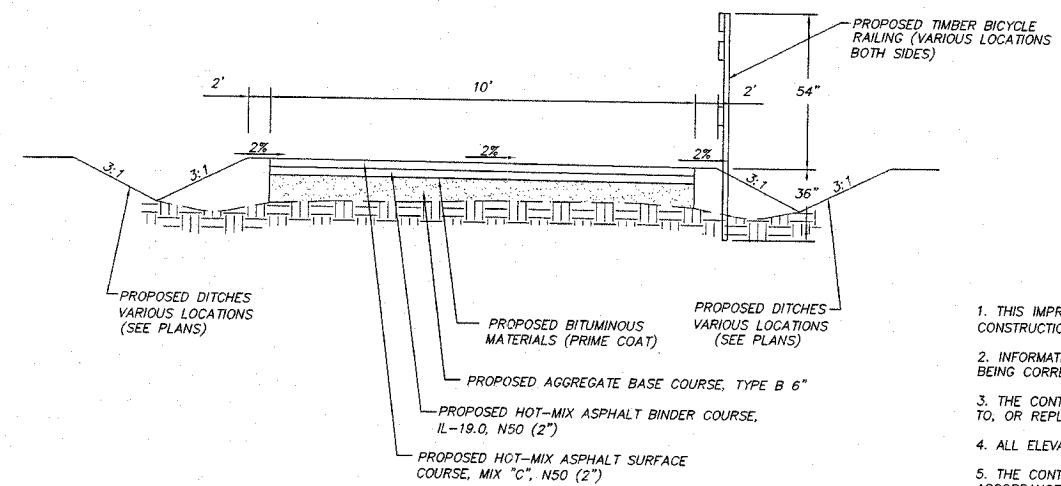 PROPOSED TIMBER BICYCLE
RAILING (VARIOUS LOCATIONS
BOTH SIDES)
2'
10'
2'
54"
2%
2%
2%
3:1
3:1
3:1
36"
3:1
PROPOSED DITCHES
VARIOUS LOCATIONS
(SEE PLANS)
PROPOSED BITUMINOUS
MATERIALS (PRIME COAT)
PROPOSED DITCHES
VARIOUS LOCATIONS
(SEE PLANS)
PROPOSED AGGREGATE BASE COURSE, TYPE B 6"
PROPOSED HOT-MIX ASPHALT BINDER COURSE,
IL-19.0, N50 (2")
PROPOSED HOT-MIX ASPHALT SURFACE
COURSE, MIX "C", N50 (2")
1. THIS IMPR
CONSTRUCTIO
2. INFORMATI
BEING CORRE
3. THE CONT
TO, OR REPL
4. ALL ELEVA
5. THE CONT